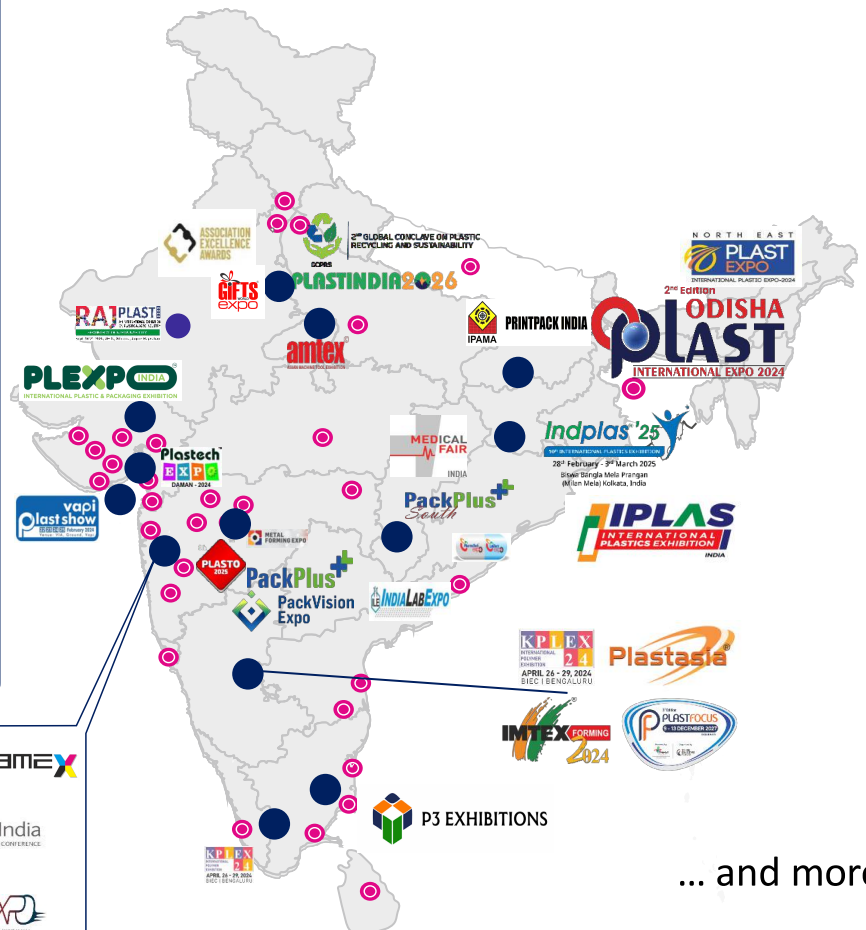 NORTH EAST
PLAST
EXPO
INTERNATIONAL PLASTIC EXPO-2024
ASSOCIATION
EXCELLENCE
AWARDS
2ND GLOBAL CONCLAVE ON PLASTIC
RECYCLING AND SUSTAINABILITY
GCPRS
GIFTS
expo
PLASTINDIA2026
2nd Edition
ODISHA
PLAST
INTERNATIONAL EXPO 2024
RAJPLAST
IPAMA
PRINTPACK INDIA
amtex
PLEXPO INDIA
INTERNATIONAL PLASTIC & PACKAGING EXHIBITION
Plastech
EXPO
DAMAN - 2024
MEDICAL
FAIR
INDIA
Indplas'25
28th February - 3rd March 2025
Biswa Bangla Mela Prangan
(Milan Mela) Kolkata, India
vapi
plast show
PackPlus
South
IPLAS
INTERNATIONAL
PLASTICS EXHIBITION
INDIA
METAL
FORMING EXPO
PLASTO
2025
PackPlus
PackVision
Expo
INDIALABEXPO
KPLEX
24
INTERNATIONAL
POLYMER
EXHIBITION
APRIL 26 - 29, 2024
BIEC | BENGALURU
Plastasia
IMTEX FORMING
2024
PLASTFOCUS
9 - 13 DECEMBER 2027
P3 EXHIBITIONS
KPLEX
24
APRIL 26 - 29, 2024
BIEC | BENGALURU
India
CONFERENCE
... and more